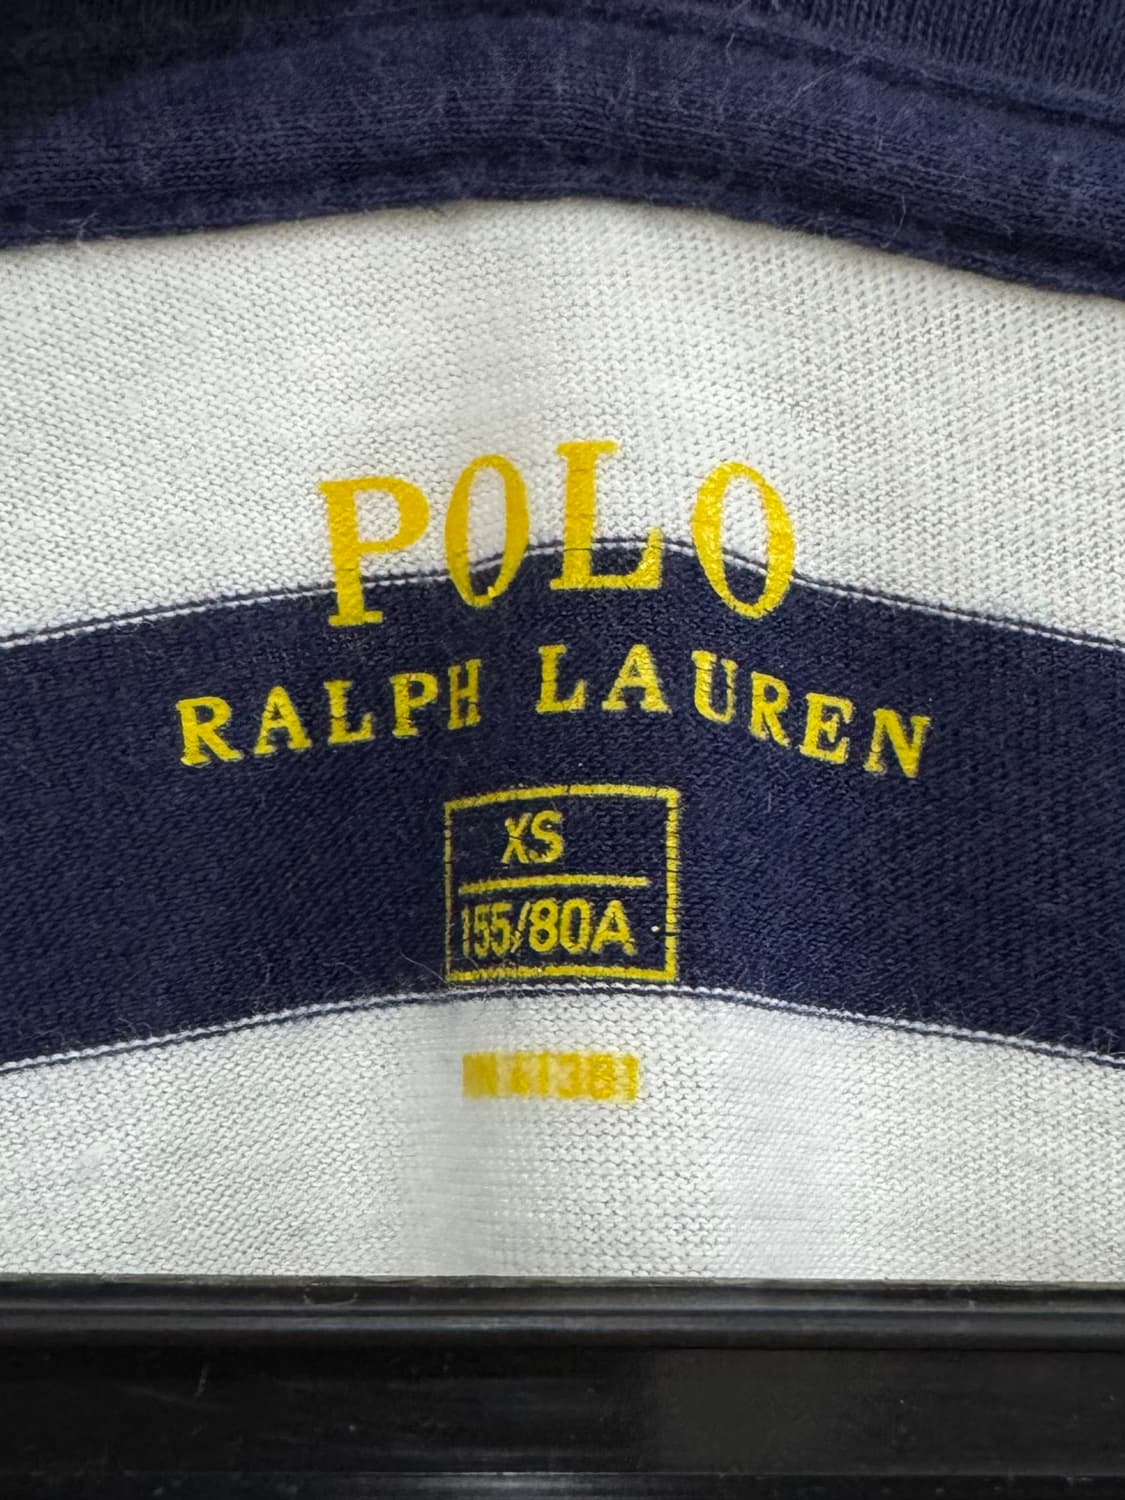 POLO
RALPH LAUREN
XS
155/80A